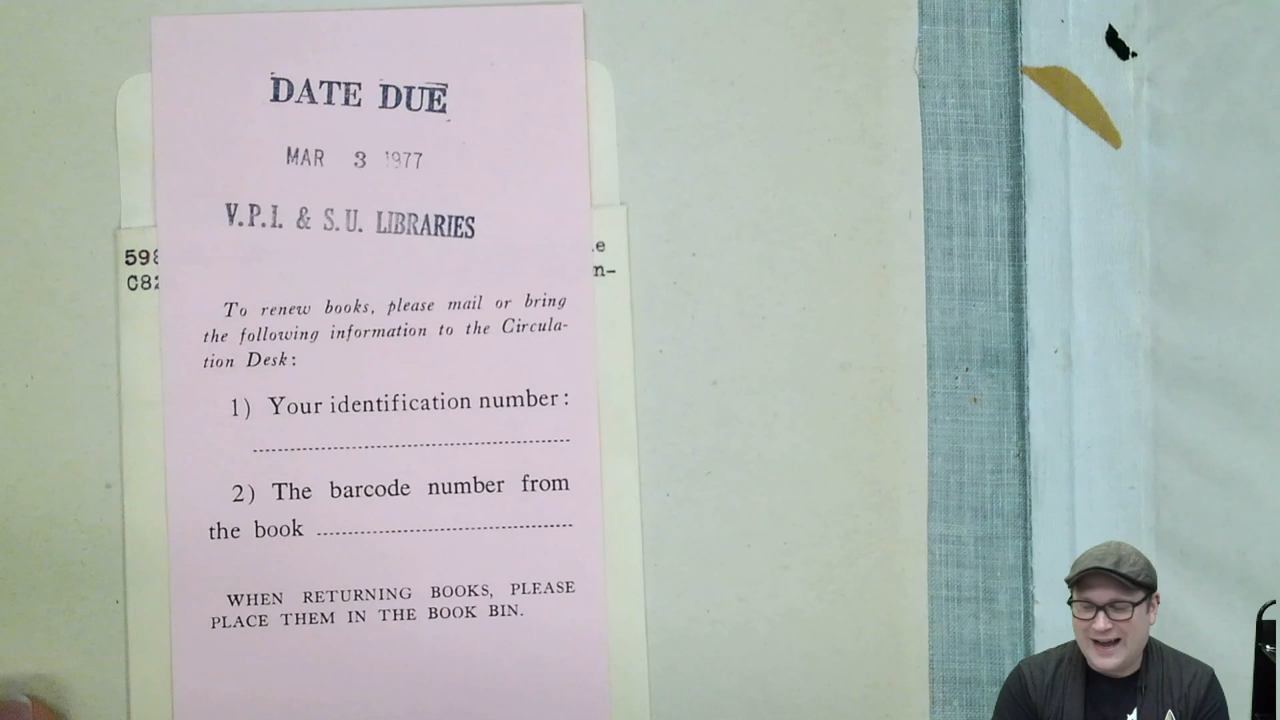 DATE DUE
MAR 3 1977
V.P.I. & S.U. LIBRARIES
598
C82
e
n-
To renew books, please mail or bring
the following information to the Circula-
tion Desk:
1) Your identification number:
2) The barcode number from
the book
WHEN RETURNING BOOKS, PLEASE
PLACE THEM IN THE BOOK BIN.